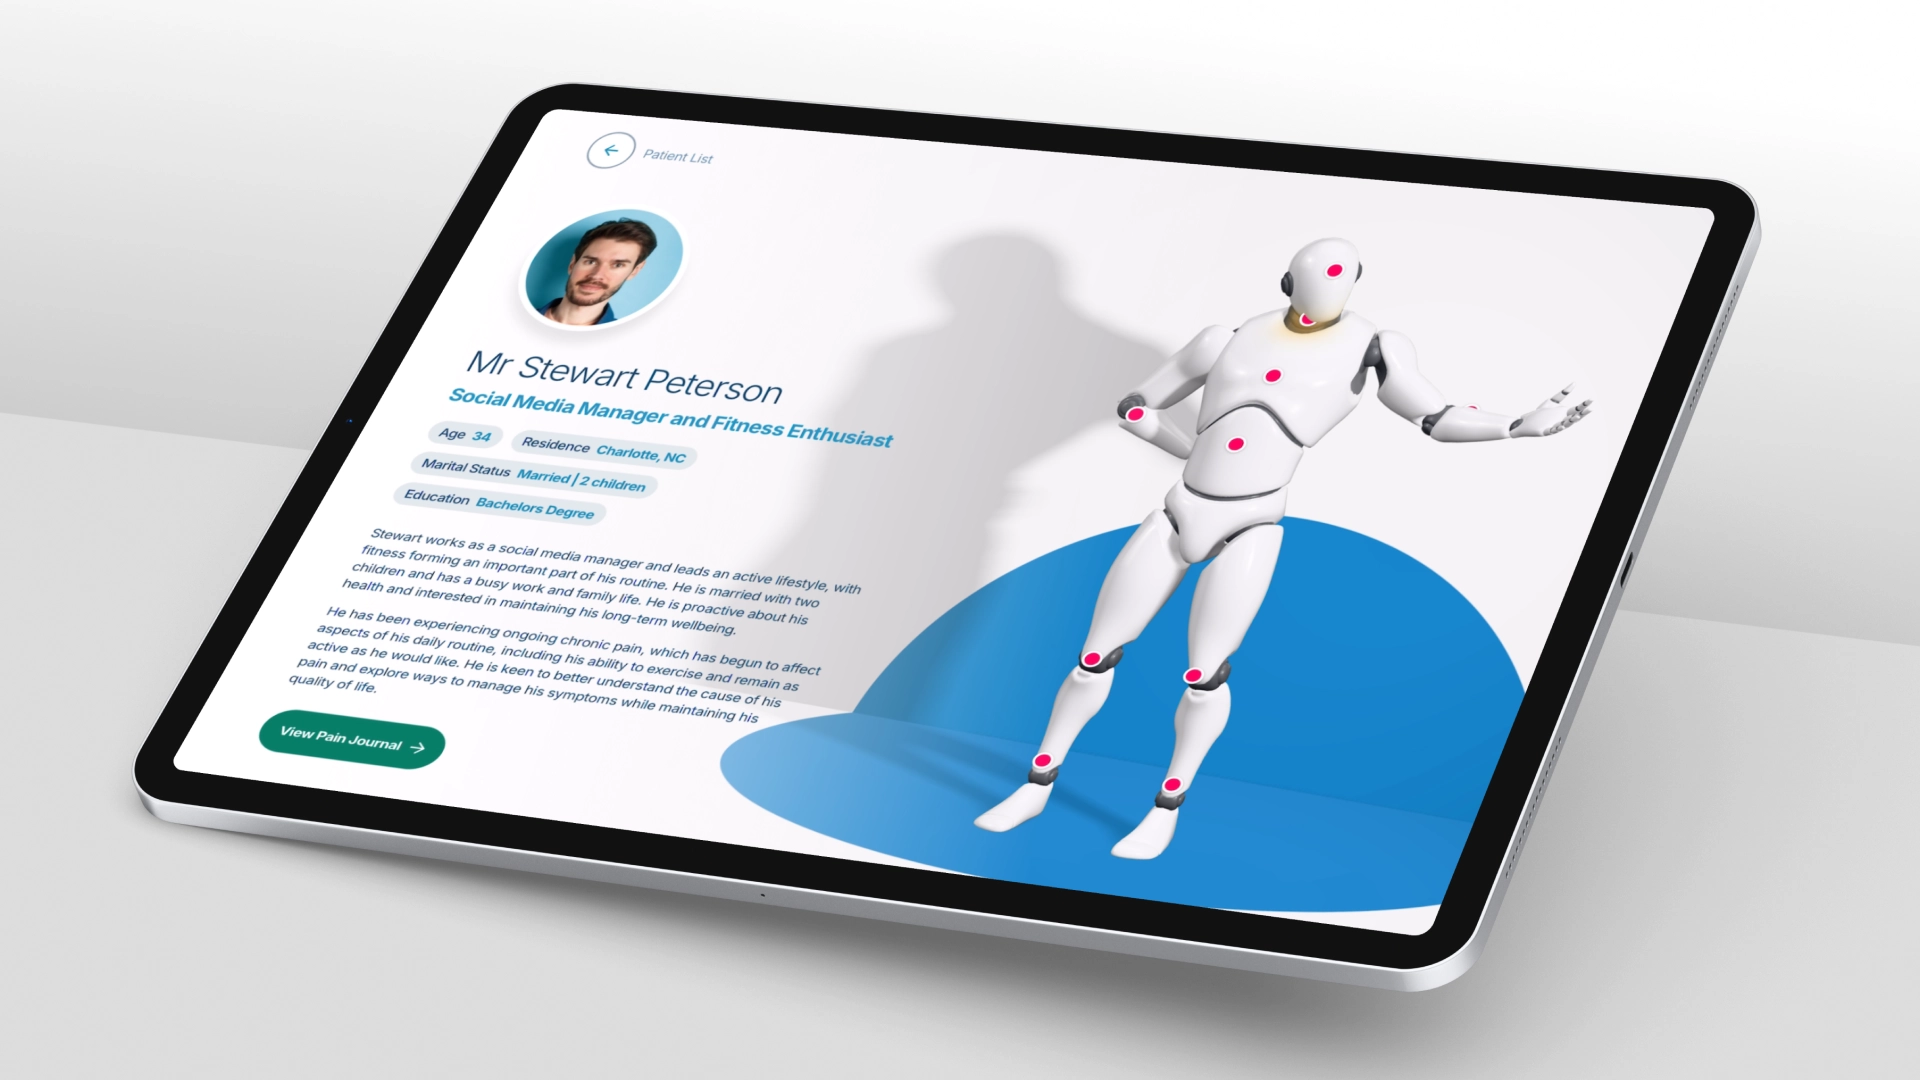 Patient List
Mr Stewart Peterson
Social Media Manager and Fitness Enthusiast
Age 34
Residence Charlotte, NC
Marital Status Married | 2 children
Education Bachelors Degree
Stewart works as a social media manager and leads an active lifestyle, with
fitness forming an important part of his routine. He is married with two
children and has a busy work and family life. He is proactive about his
health and interested in maintaining his long-term wellbeing.
He has been experiencing ongoing chronic pain, which has begun to affect
aspects of his daily routine, including his ability to exercise and remain as
active as he would like. He is keen to better understand the cause of his
pain and explore ways to manage his symptoms while maintaining his
quality of life.
View Pain Journal